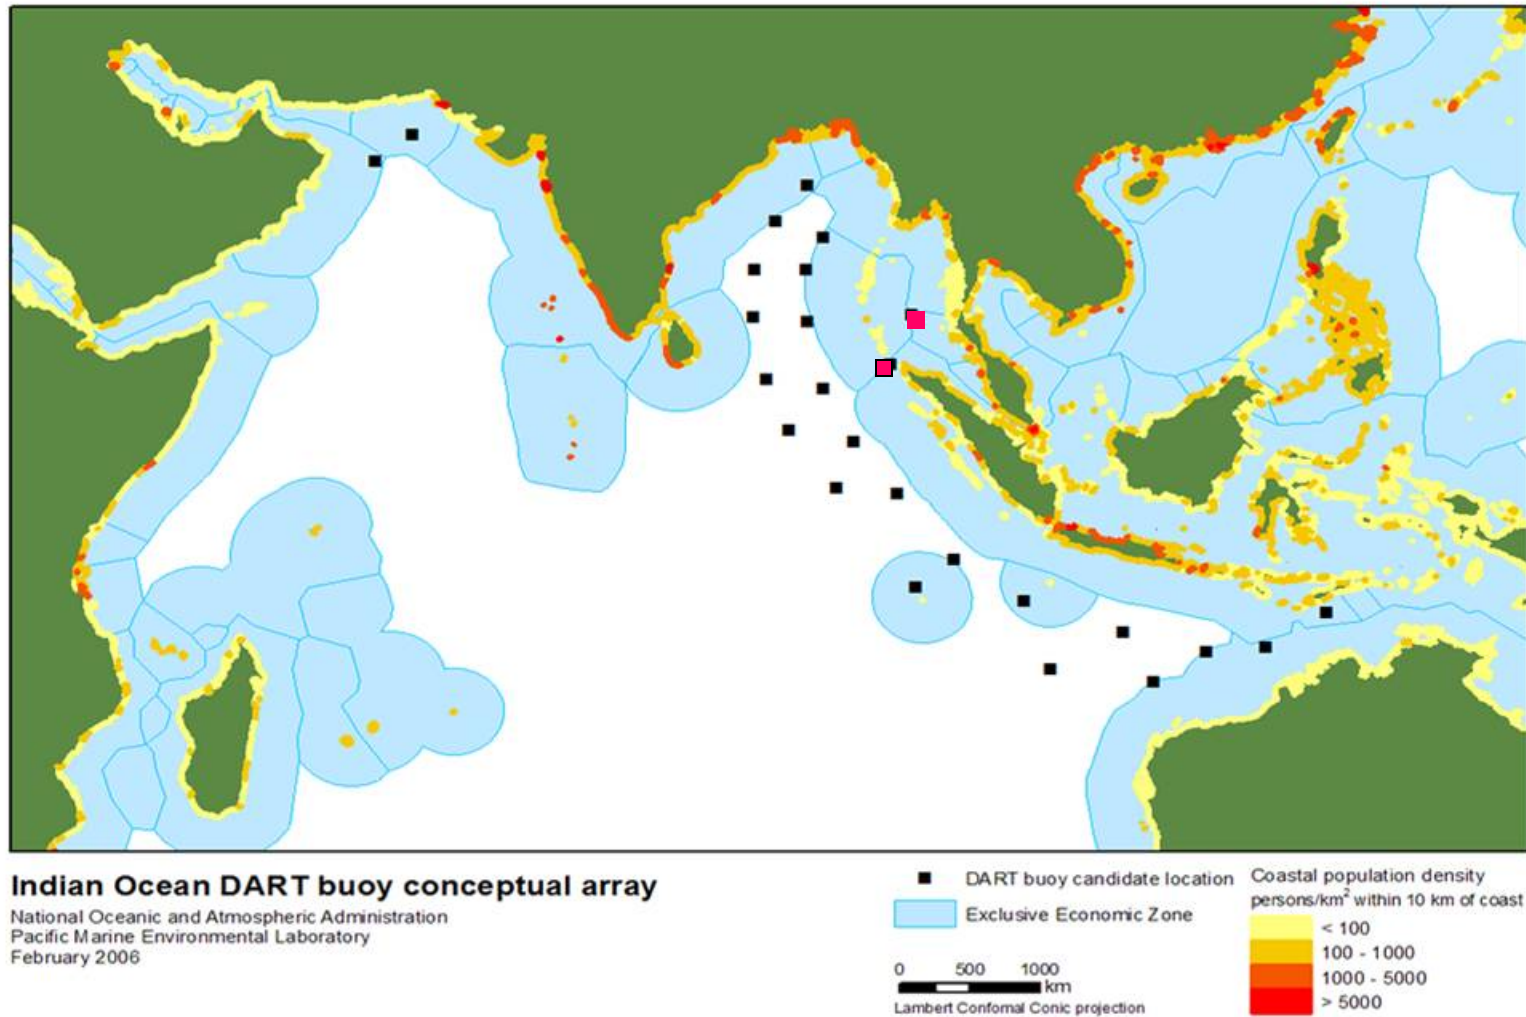 Indian Ocean DART buoy conceptual array
National Oceanic and Atmospheric Administration
Pacific Marine Environmental Laboratory
February 2006
DART buoy candidate location
Exclusive Economic Zone
0 500 1000
km
Lambert Conformal Conic projection
Coastal population density
persons/km² within 10 km of coast
< 100
100 - 1000
1000 - 5000
> 5000